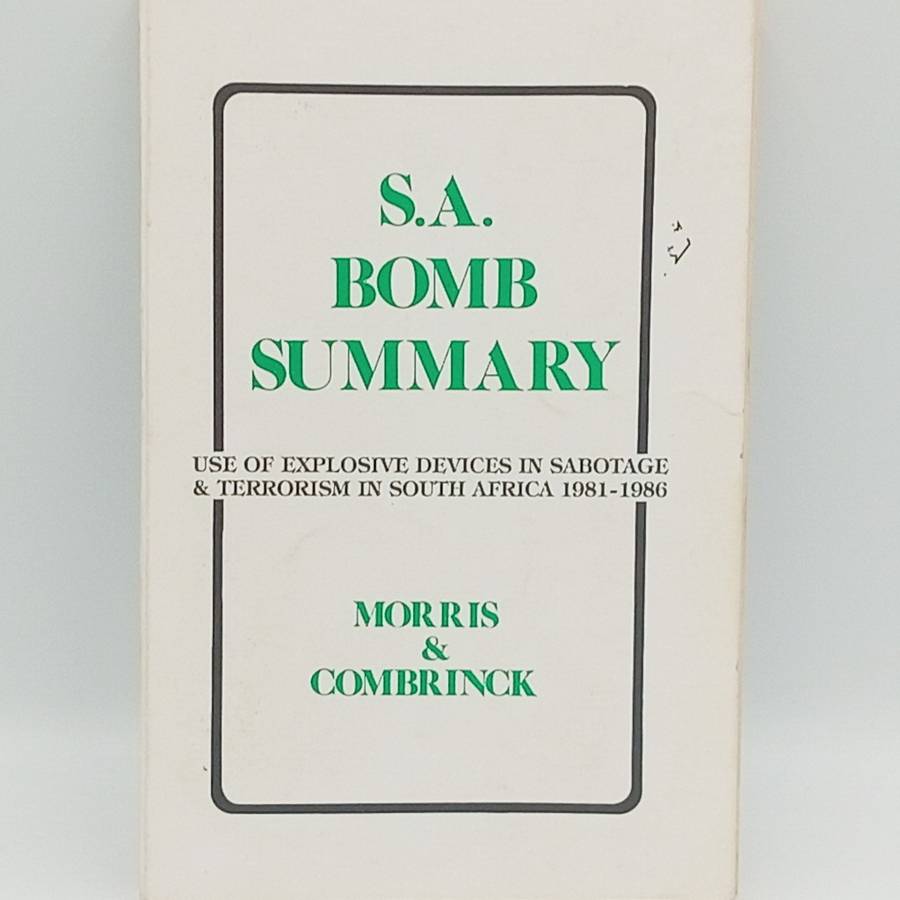 S.A.
BOMB
SUMMARY
USE OF EXPLOSIVE DEVICES IN SABOTAGE
& TERRORISM IN SOUTH AFRICA 1981-1986
MORRIS
&
COMBRINCK